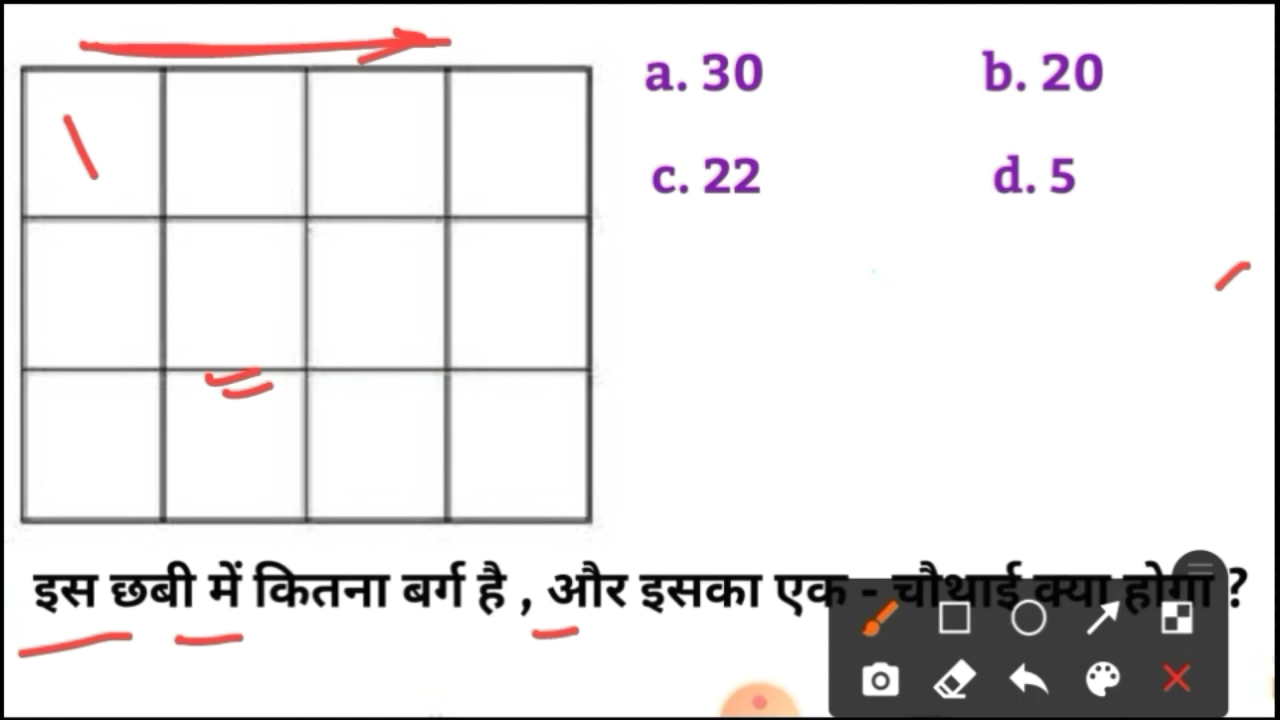 a. 30 b. 20
c. 22 d. 5
इस छबी में कितना बर्ग है , और इसका एक - चौथाई क्या होगा ?